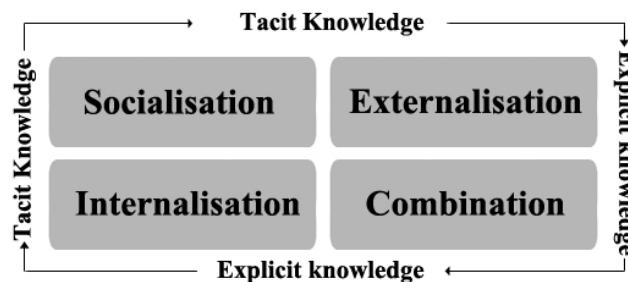 Tacit Knowledge
Tacit Knowledge
Socialisation
Externalisation
Explicit knowledge
Internalisation
Combination
Explicit knowledge